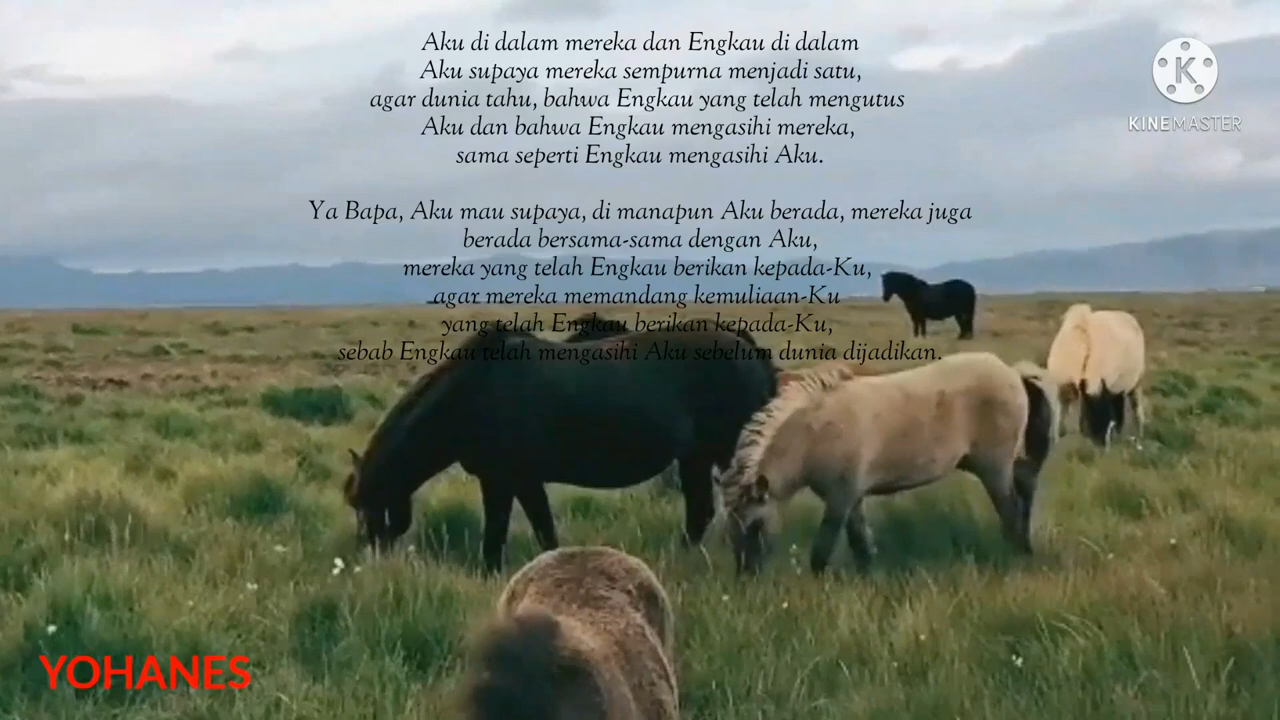 Aku di dalam mereka dan Engkau di dalam
Aku supaya mereka sempurna menjadi satu,
agar dunia tahu, bahwa Engkau yang telah mengutus
Aku dan bahwa Engkau mengasihi mereka,
sama seperti Engkau mengasihi Aku.
Ya Bapa, Aku mau supaya, di manapun Aku berada, mereka juga
berada bersama-sama dengan Aku,
mereka yang telah Engkau berikan kepada-Ku,
agar mereka memandang kemuliaan-Ku
yang telah Engkau berikan kepada-Ku,
sebab Engkau telah mengasihi Aku sebelum dunia dijadikan.
K
KINEMASTER
YOHANES